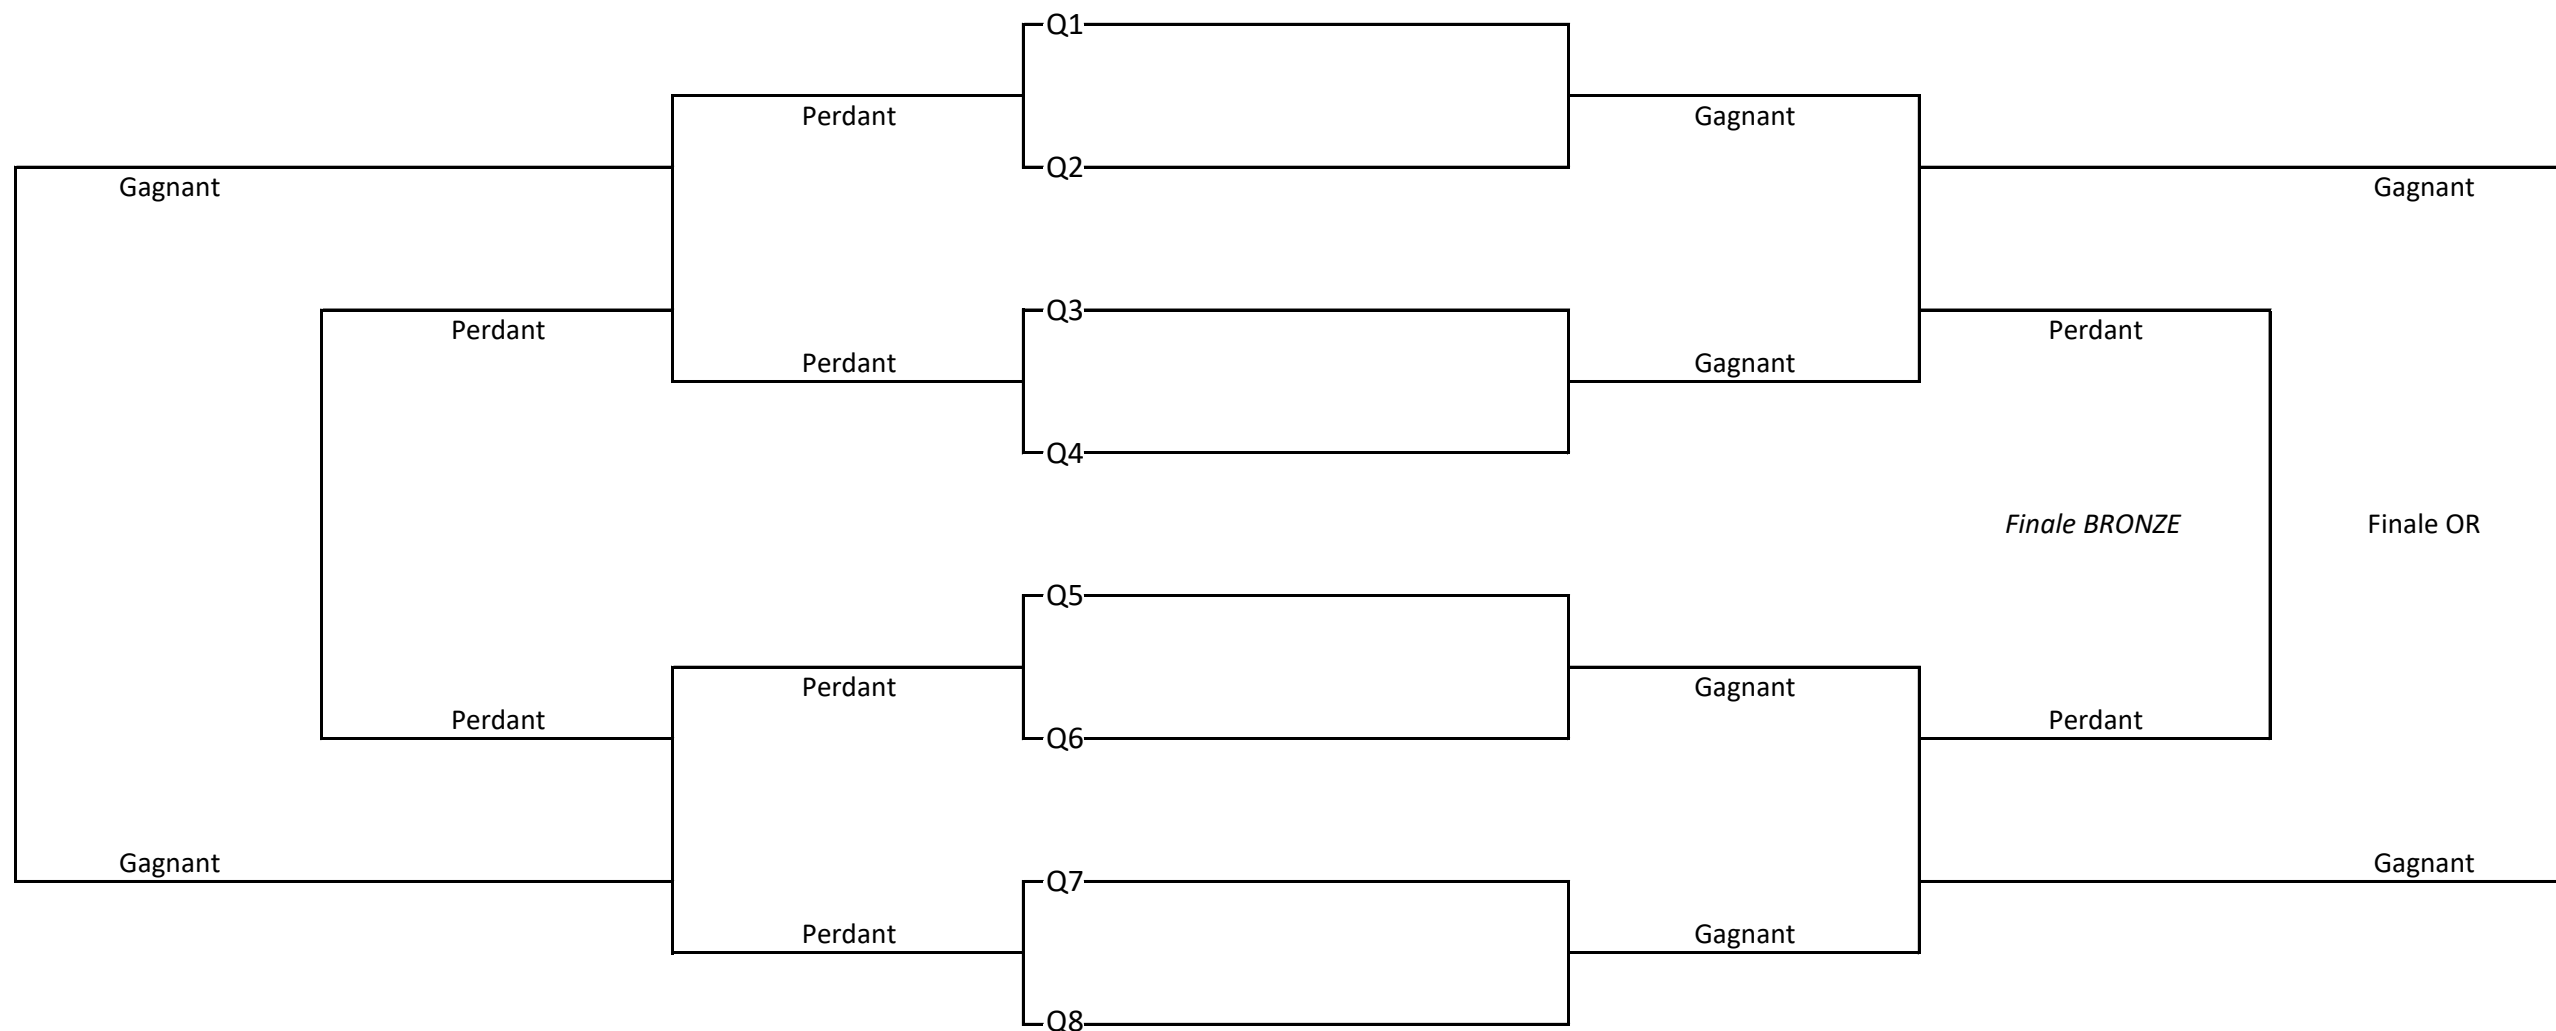 Q1
Perdant
Gagnant
Q2
Gagnant
Gagnant
Q3
Perdant
Perdant
Perdant
Gagnant
Q4
Finale BRONZE
Finale OR
Q5
Perdant
Gagnant
Perdant
Perdant
Q6
Gagnant
Gagnant
Q7
Perdant
Gagnant
Q8